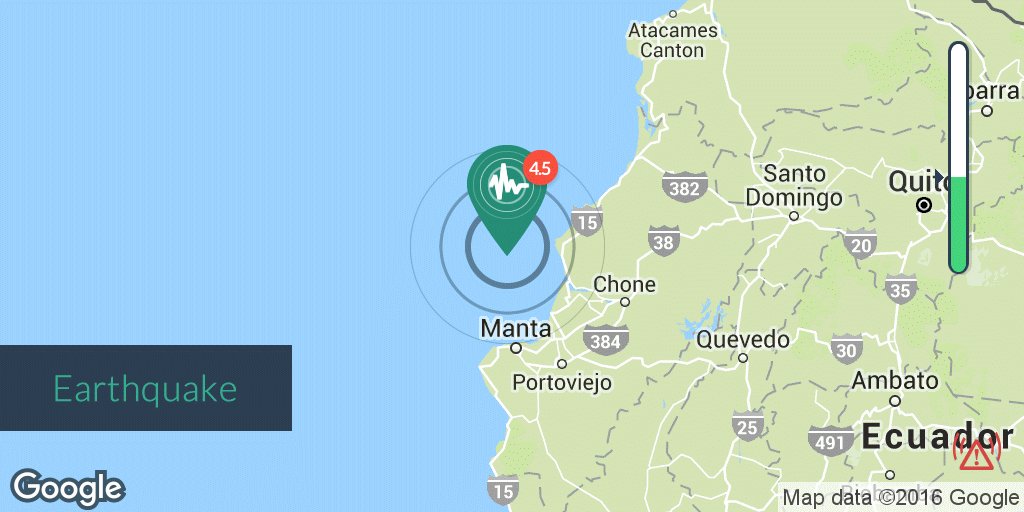 Atacames
Canton
barra
4.5
Santo
Domingo
Quito
382
15
38
20
Chone
35
Manta
384
Quevedo
30
Portoviejo
Ambato
Earthquake
25
491
Ecuador
15
Google
Map data ©2016 Google